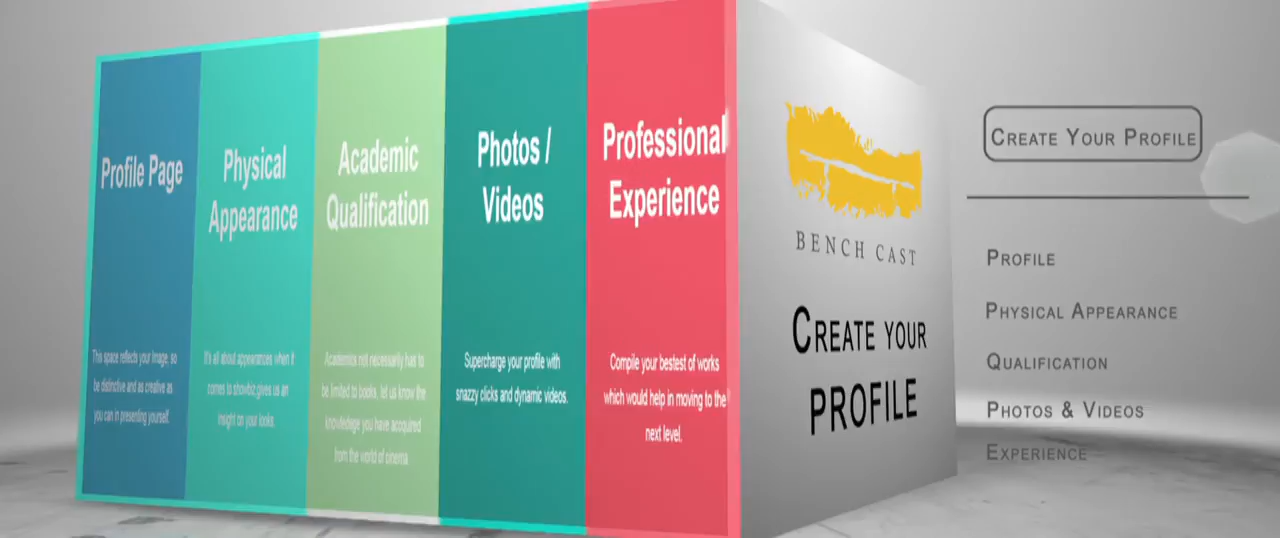 Profile Page
This space reflects your image, so
be distinctive and as creative as
you can in presenting yourself.
Physical
Appearance
It's all about appearances when it
comes to showbiz gives us an
insight on your looks.
Academic
Qualification
Academics not necessarily has to
be limited to books, let us know the
knowledege you have acquired
from the world of cinema
Photos /
Videos
Supercharge your profile with
snazzy clicks and dynamic videos.
Professional
Experience
Compile your bestest of works
which would help in moving to the
next level.
BENCH CAST
CREATE YOUR
PROFILE
CREATE YOUR PROFILE
PROFILE
PHYSICAL APPEARANCE
QUALIFICATION
PHOTOS & VIDEOS
EXPERIENCE